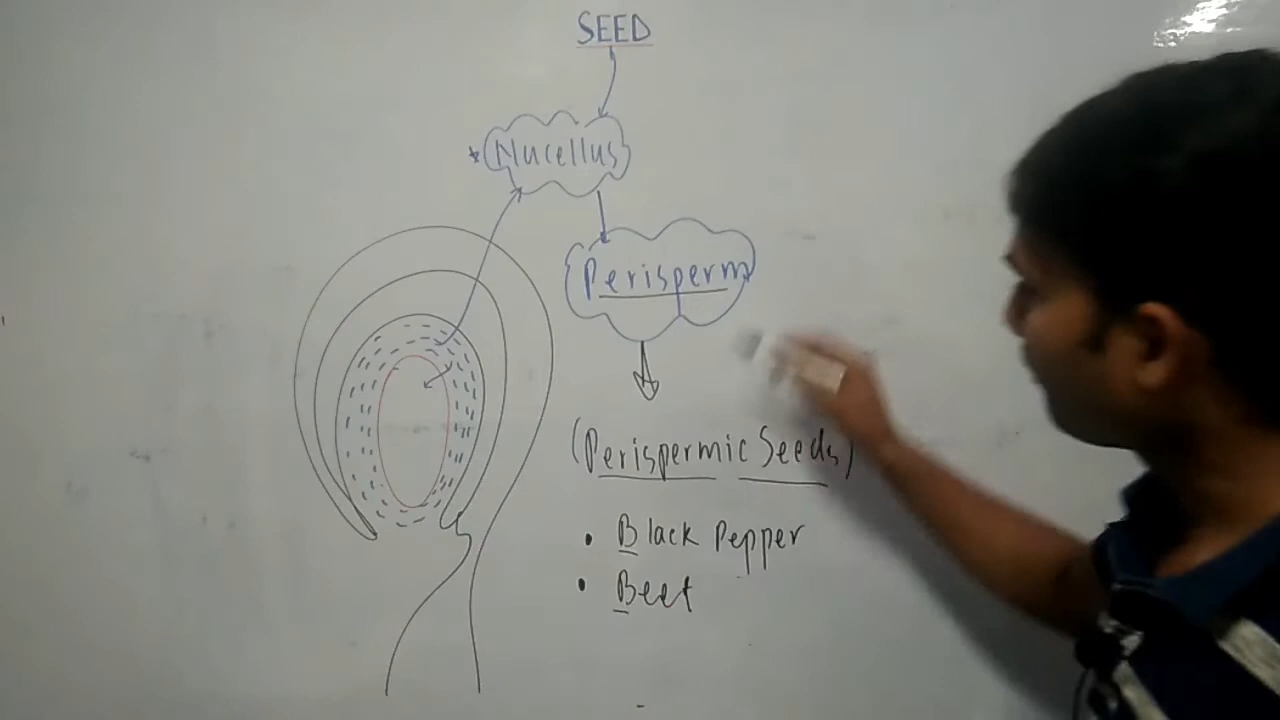 SEED
* Nucellus
Perisperm
(Perispermic Seeds)
• Black Pepper
• Beet